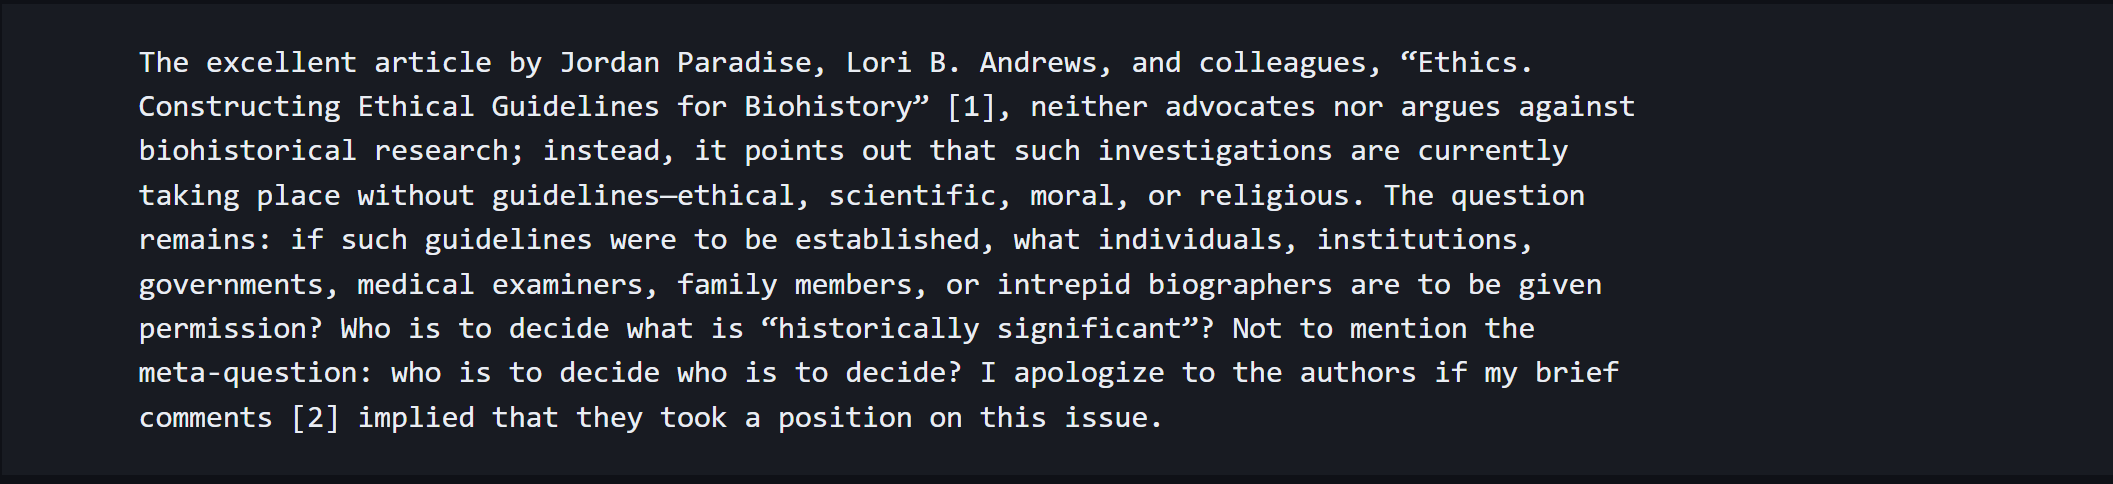 The excellent article by Jordan Paradise, Lori B. Andrews, and colleagues, “Ethics.
Constructing Ethical Guidelines for Biohistory” [1], neither advocates nor argues against
biohistorical research; instead, it points out that such investigations are currently
taking place without guidelines—ethical, scientific, moral, or religious. The question
remains: if such guidelines were to be established, what individuals, institutions,
governments, medical examiners, family members, or intrepid biographers are to be given
permission? Who is to decide what is “historically significant”? Not to mention the
meta-question: who is to decide who is to decide? I apologize to the authors if my brief
comments [2] implied that they took a position on this issue.